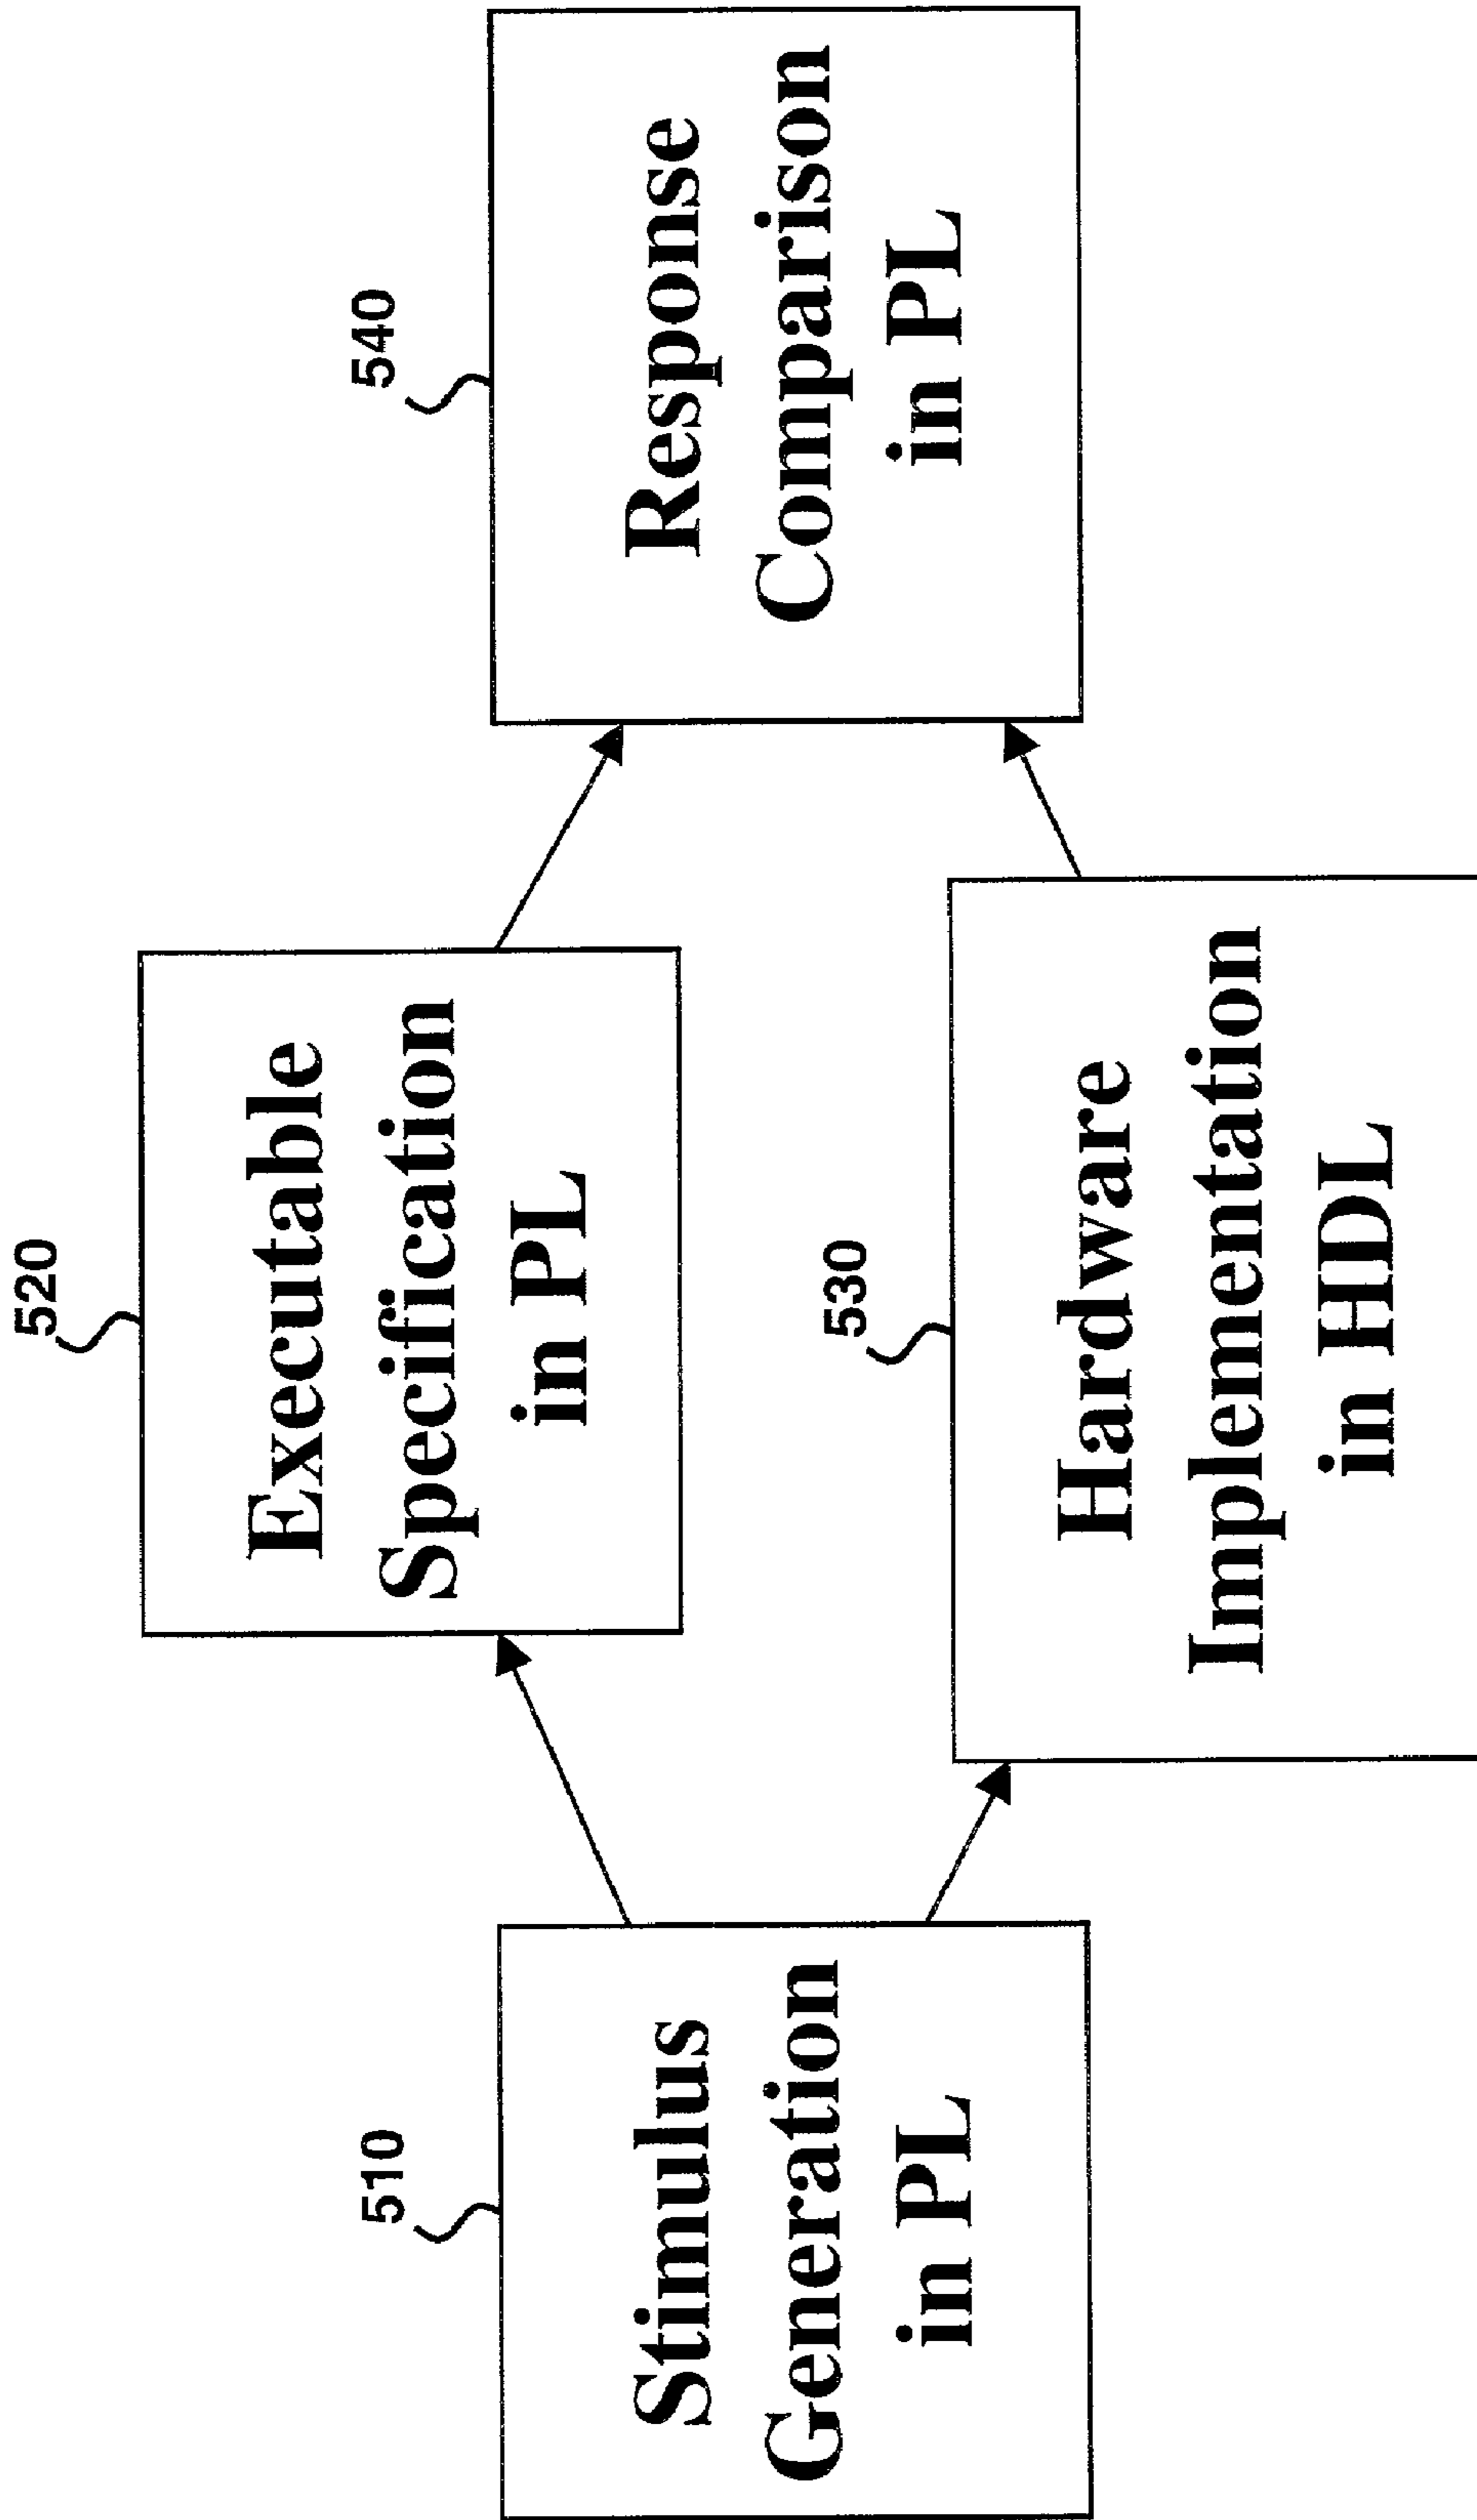 520
Executable
Specification
in PL
510
Stimulus
Generation
in PL
540
Response
Comparison
in PL
530
Hardware
Implementation
in HDL